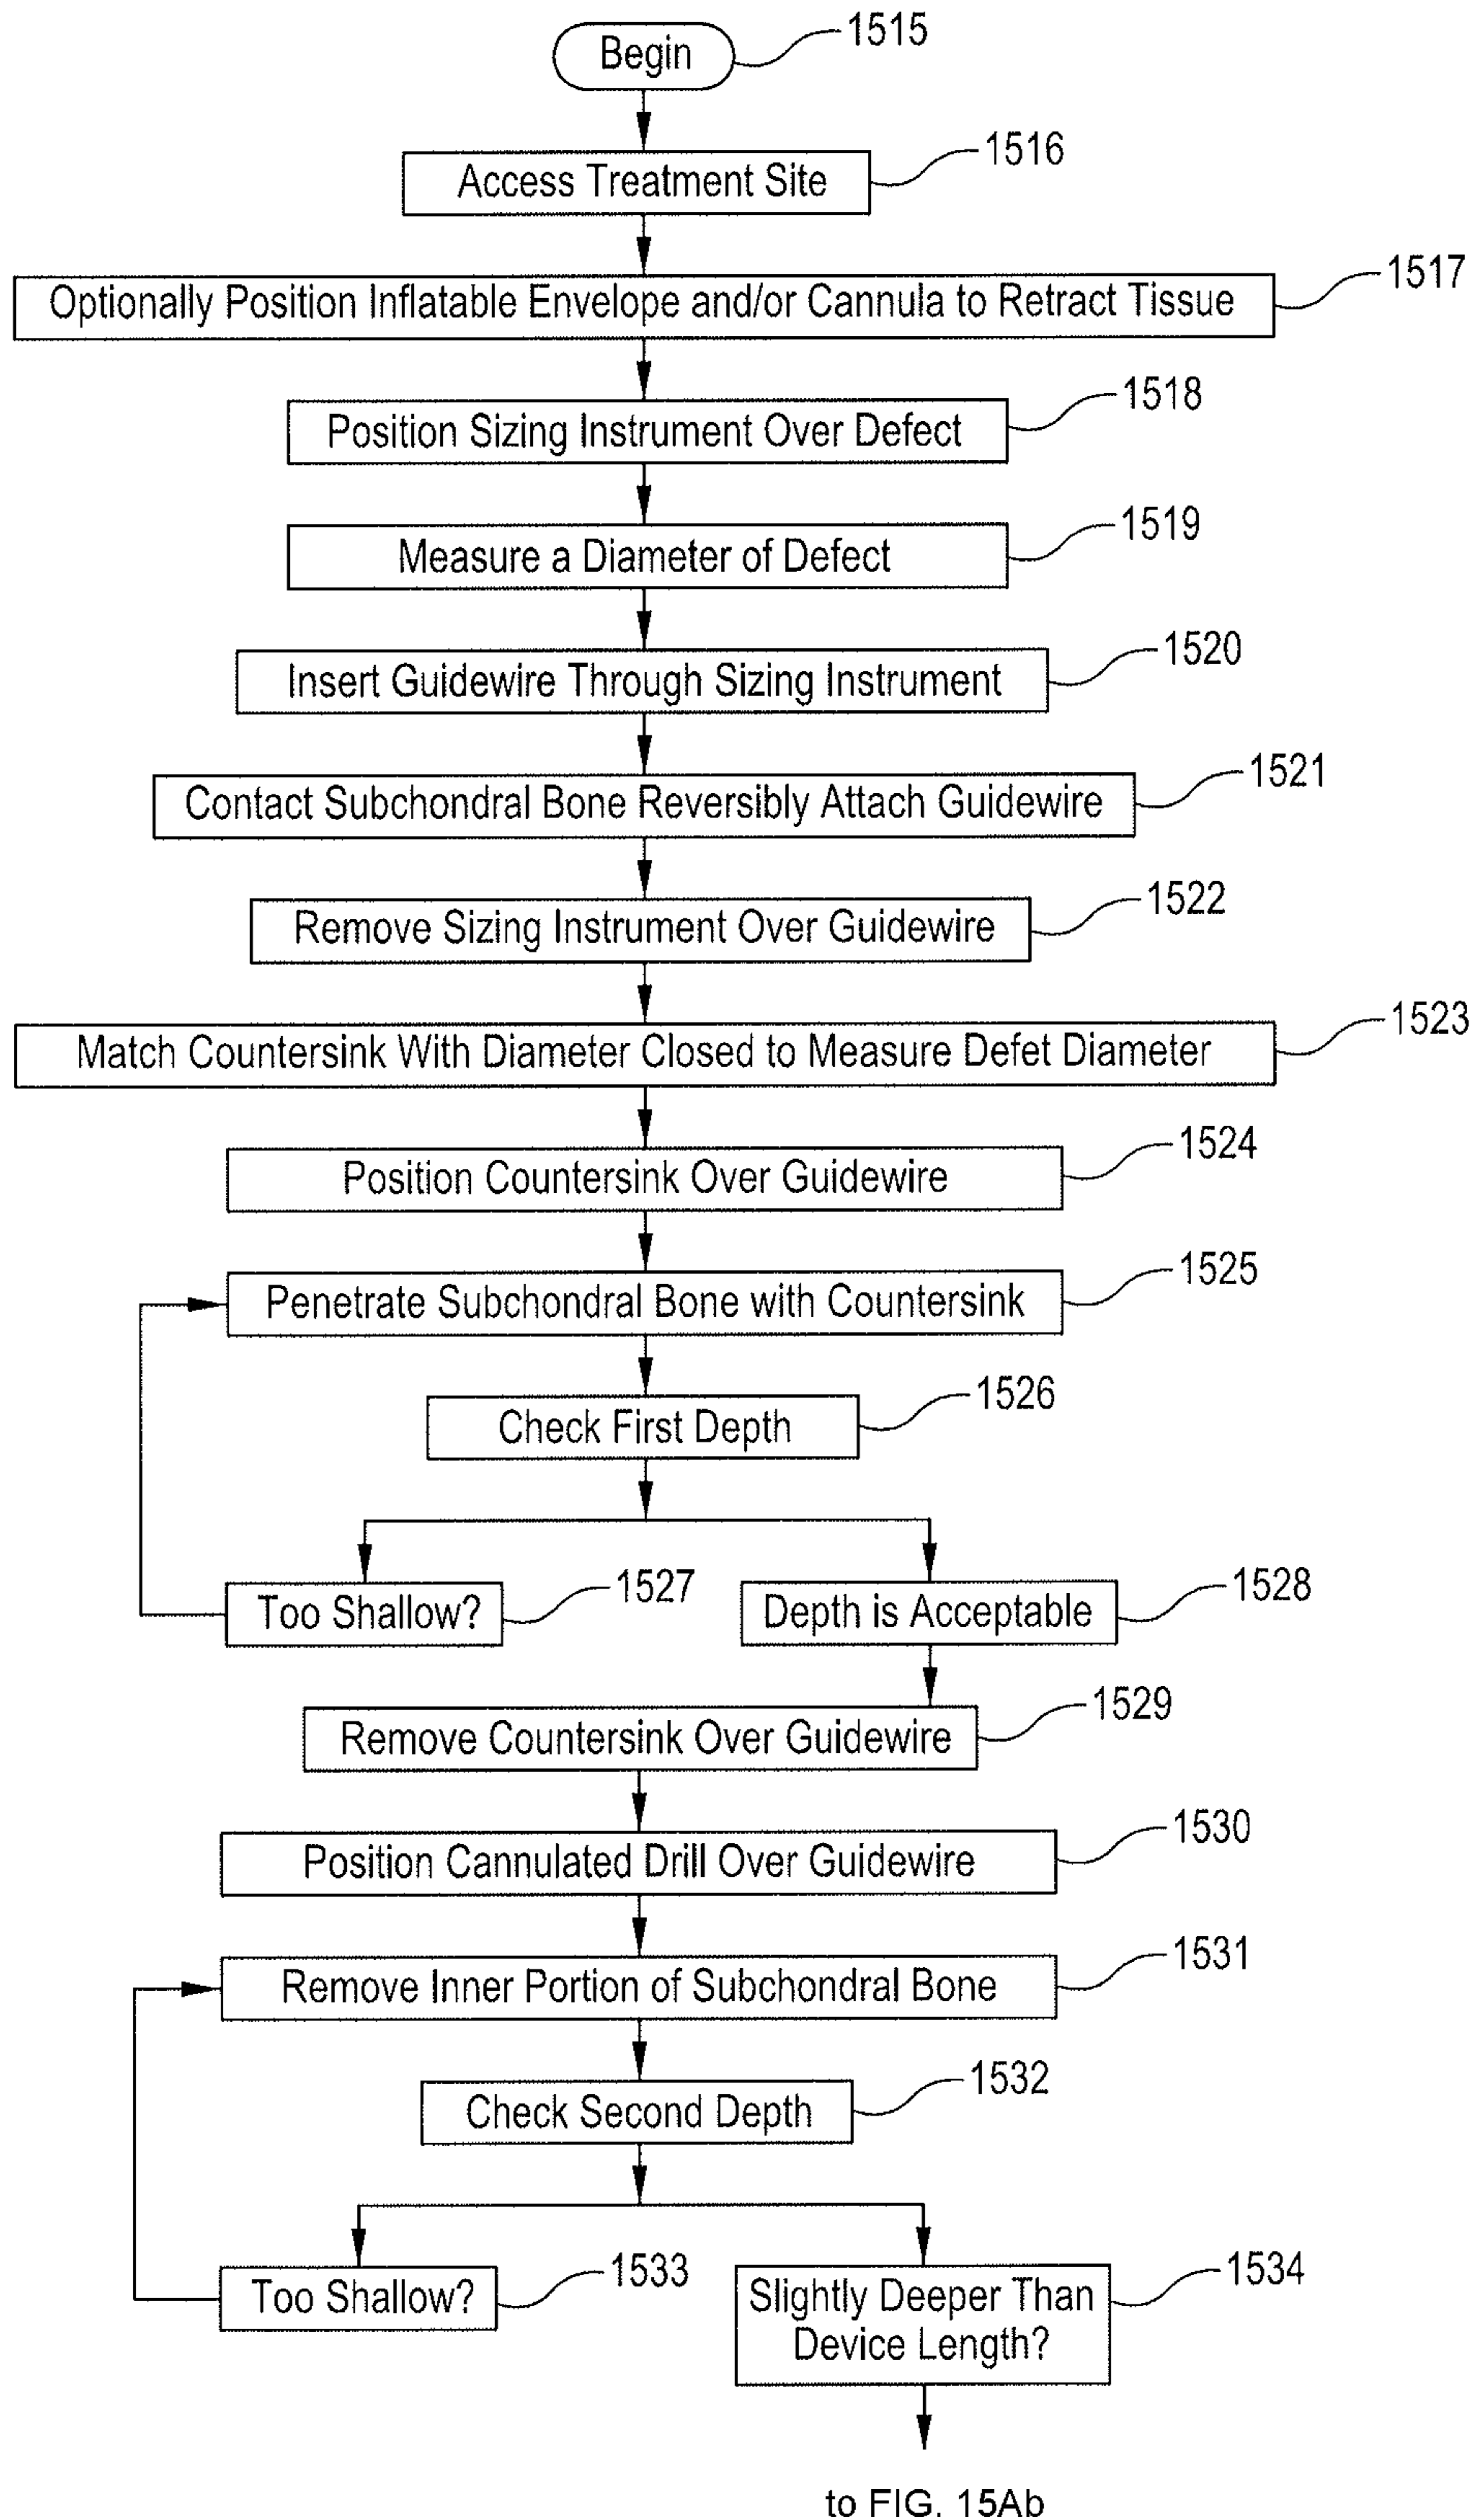 Begin
1515
Access Treatment Site
1516
Optionally Position Inflatable Envelope and/or Cannula to Retract Tissue
1517
Position Sizing Instrument Over Defect
1518
Measure a Diameter of Defect
1519
Insert Guidewire Through Sizing Instrument
1520
Contact Subchondral Bone Reversibly Attach Guidewire
1521
Remove Sizing Instrument Over Guidewire
1522
Match Countersink With Diameter Closed to Measure Defet Diameter
1523
Position Countersink Over Guidewire
1524
Penetrate Subchondral Bone with Countersink
1525
Check First Depth
1526
Too Shallow?
1527
Depth is Acceptable
1528
Remove Countersink Over Guidewire
1529
Position Cannulated Drill Over Guidewire
1530
Remove Inner Portion of Subchondral Bone
1531
Check Second Depth
1532
Too Shallow?
1533
Slightly Deeper Than
Device Length?
1534
to FIG. 15Ab